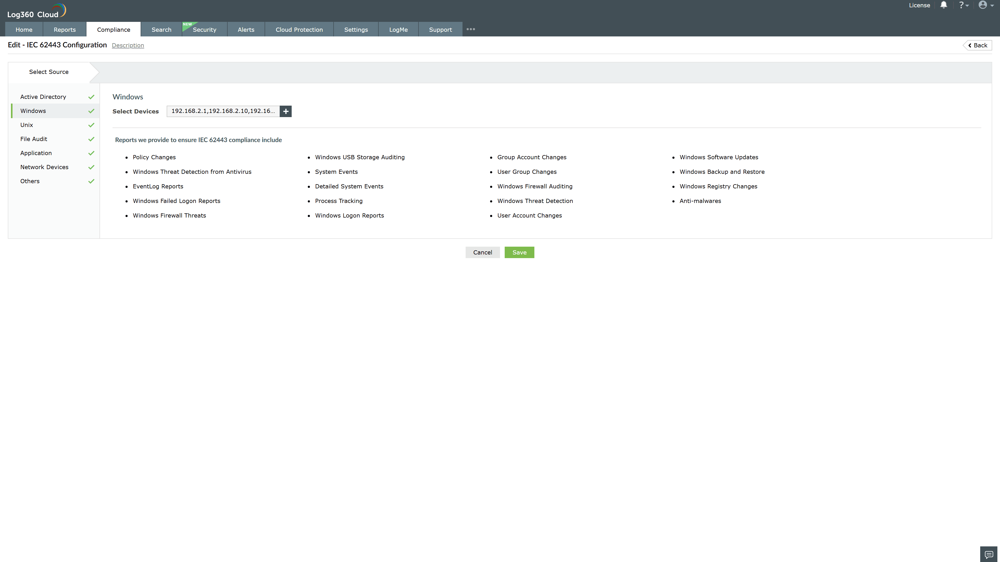 License
Log360 Cloud
Home Reports Compliance Search NEW Security Alerts Cloud Protection Settings LogMe Support
Edit - IEC 62443 Configuration Description
Back
Select Source
Active Directory
Windows
Unix
File Audit
Application
Network Devices
Others
Windows
Select Devices 192.168.2.1,192.168.2.10,192.16...
Reports we provide to ensure IEC 62443 compliance include
Policy Changes
Windows Threat Detection from Antivirus
EventLog Reports
Windows Failed Logon Reports
Windows Firewall Threats
Windows USB Storage Auditing
System Events
Detailed System Events
Process Tracking
Windows Logon Reports
Group Account Changes
User Group Changes
Windows Firewall Auditing
Windows Threat Detection
User Account Changes
Windows Software Updates
Windows Backup and Restore
Windows Registry Changes
Anti-malwares
Cancel Save